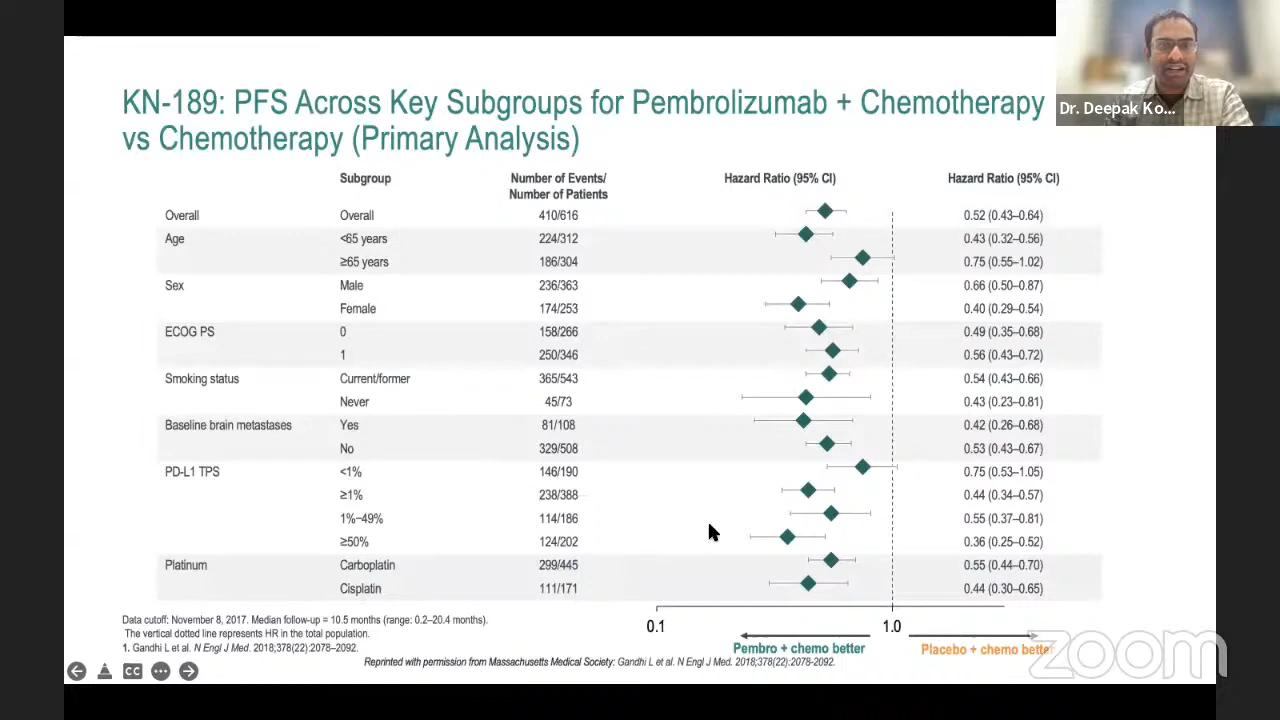 Dr. Deepak Ko...
KN-189: PFS Across Key Subgroups for Pembrolizumab + Chemotherapy
vs Chemotherapy (Primary Analysis)
Subgroup Number of Events/ Number of Patients Hazard Ratio (95% CI) Hazard Ratio (95% CI)
Overall Overall 410/616 0.52 (0.43–0.64)
Age <65 years 224/312 0.43 (0.32–0.56)
≥65 years 186/304 0.75 (0.55–1.02)
Sex Male 236/363 0.66 (0.50–0.87)
Female 174/253 0.40 (0.29–0.54)
ECOG PS 0 158/266 0.49 (0.35–0.68)
1 250/346 0.56 (0.43–0.72)
Smoking status Current/former 365/543 0.54 (0.43–0.66)
Never 45/73 0.43 (0.23–0.81)
Baseline brain metastases Yes 81/108 0.42 (0.26–0.68)
No 329/508 0.53 (0.43–0.67)
PD-L1 TPS <1% 146/190 0.75 (0.53–1.05)
≥1% 238/388 0.44 (0.34–0.57)
1%–49% 114/186 0.55 (0.37–0.81)
≥50% 124/202 0.36 (0.25–0.52)
Platinum Carboplatin 299/445 0.55 (0.44–0.70)
Cisplatin 111/171 0.44 (0.30–0.65)
0.1 1.0
Pembro + chemo better Placebo + chemo better
Data cutoff: November 8, 2017. Median follow-up = 10.5 months (range: 0.2–20.4 months).
The vertical dotted line represents HR in the total population.
1. Gandhi L et al. N Engl J Med. 2018;378(22):2078–2092.
Reprinted with permission from Massachusetts Medical Society: Gandhi L et al. N Engl J Med. 2018;378(22):2078-2092.
CC
zoom